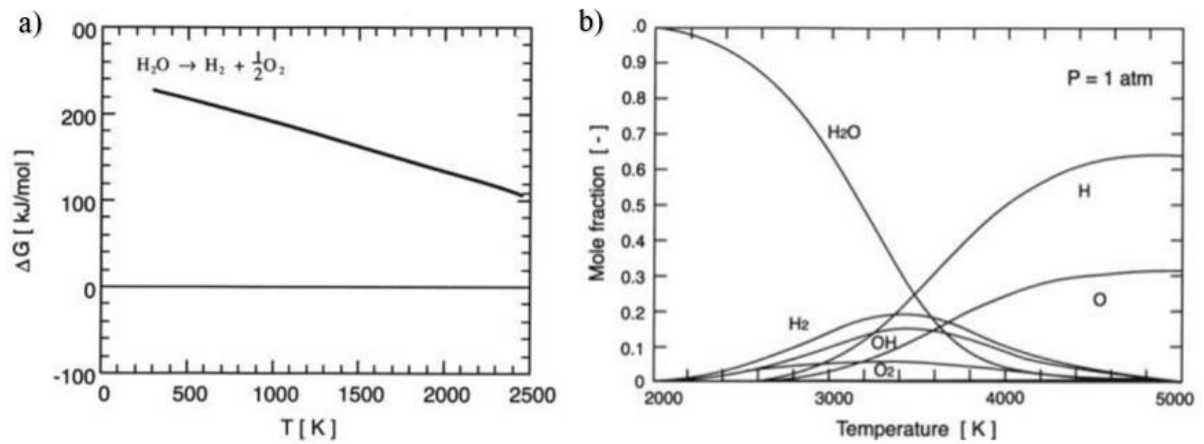 a)
00
200
100
0
-100
H₂O → H₂ + ½O₂
ΔG [ kJ/mol]
0 500 1000 1500 2000 2500
T [ K ]
b)
.0
0.9
0.8
0.7
0.6
0.5
0.4
0.3
0.2
0.1
0
P = 1 atm
H₂O
H
O
H₂
OH
O₂
Mole fraction [ - ]
2000 3000 4000 5000
Temperature [ K ]